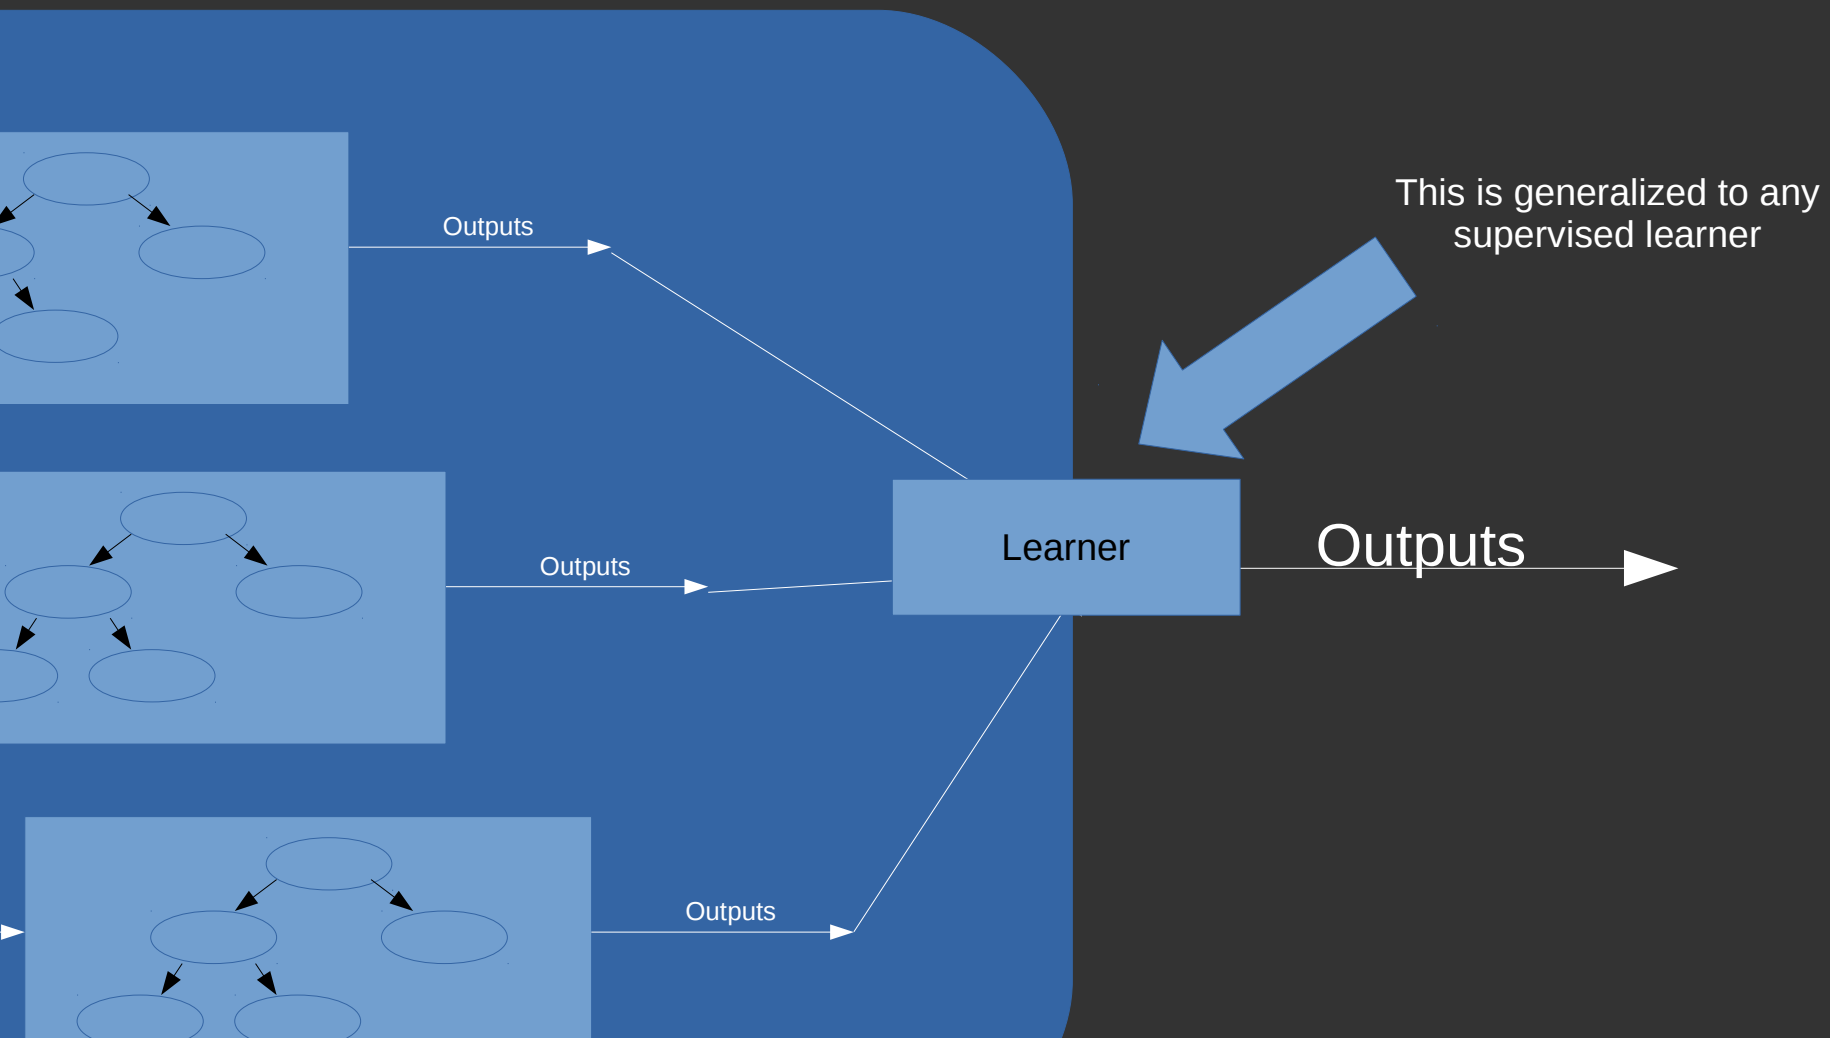 This is generalized to any
supervised learner
Outputs
Outputs
Learner
Outputs
Outputs